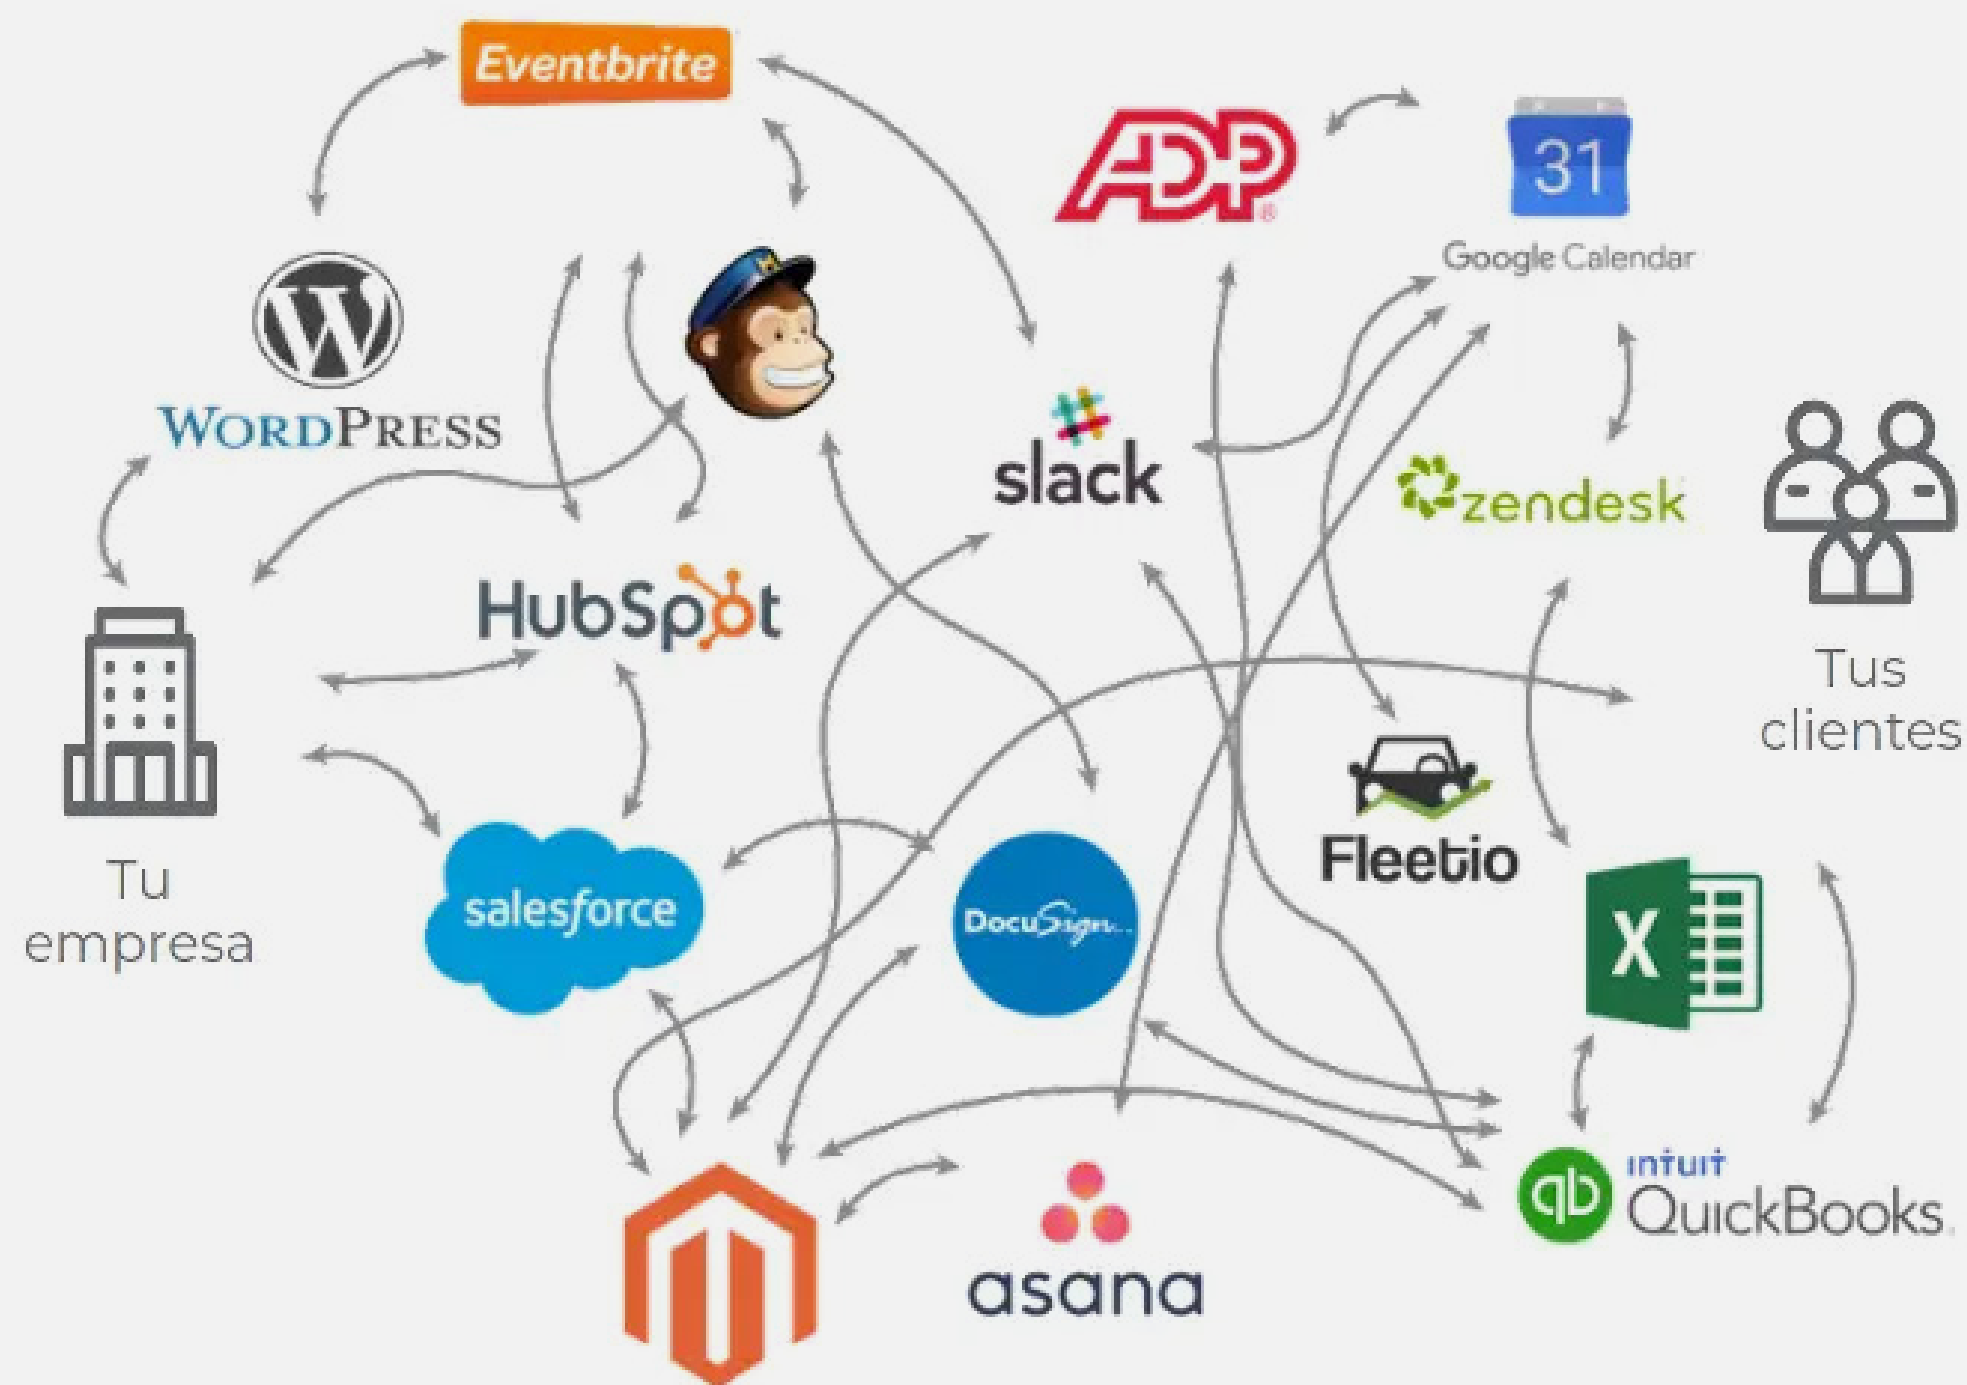 Eventbrite
ADP®
31
Google Calendar
W
WORDPRESS
M
slack
zendesk
HubSpot
Tus
clientes
Tu
empresa
salesforce
DocuSign
Fleetio
X
asana
qb
intuit
QuickBooks.